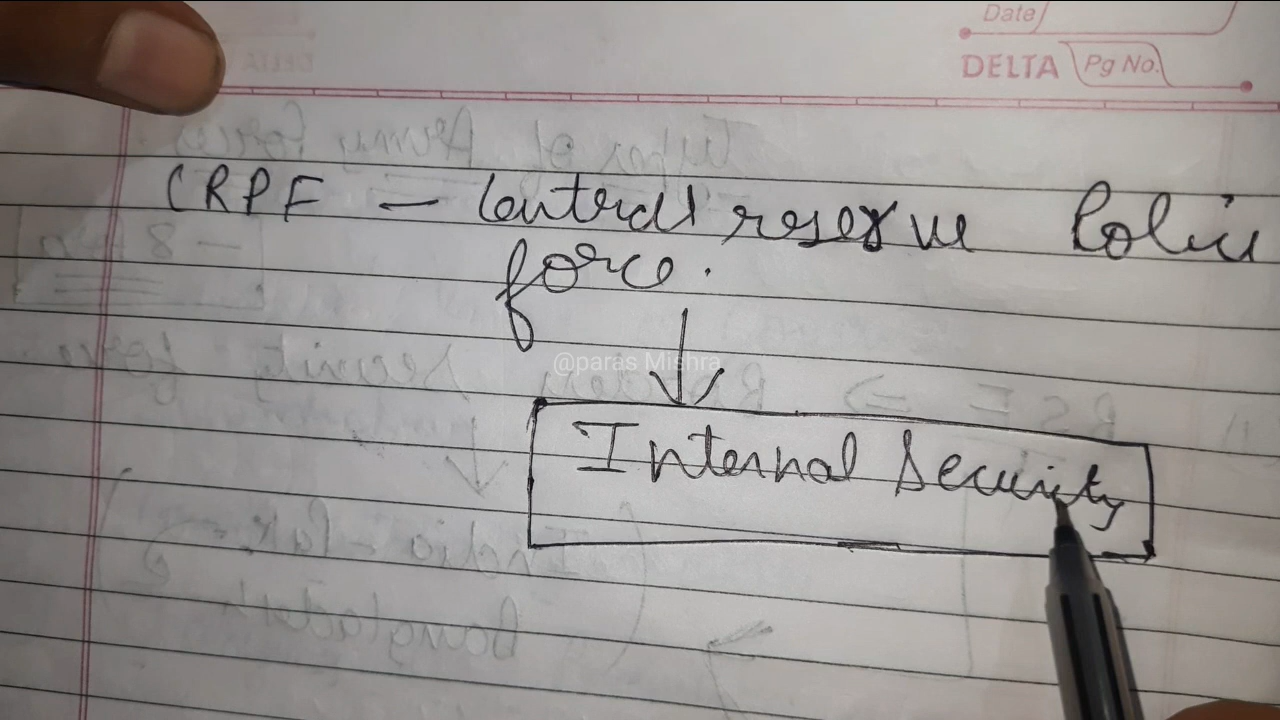 Date
DELTA Pg No.
CRPF - Central reserve Police
force.
@paras Mishra
Internal Security